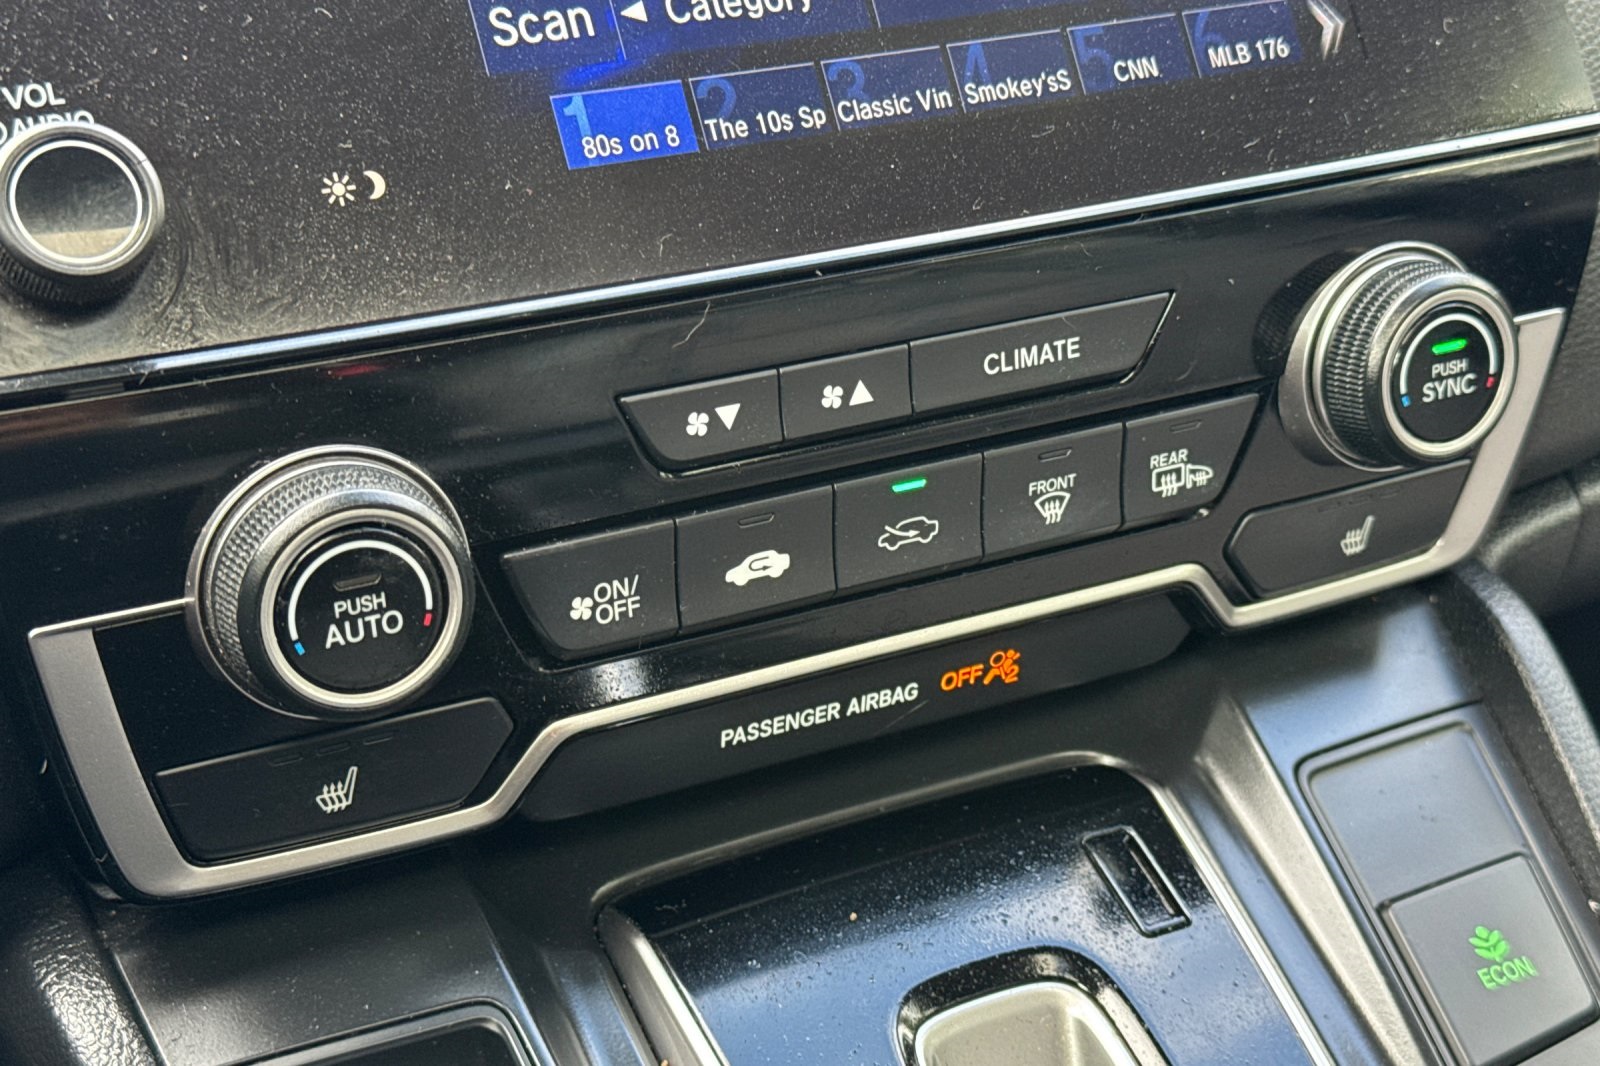 Scan
Category
VOL
AUDIO
1
80s on 8
2
The 10s Sp
3
Classic Vin
4
Smokey'sS
5
CNN.
6
MLB 176
CLIMATE
PUSH
SYNC
PUSH
AUTO
ON/
OFF
FRONT
REAR
PASSENGER AIRBAG
OFF
2
ECON